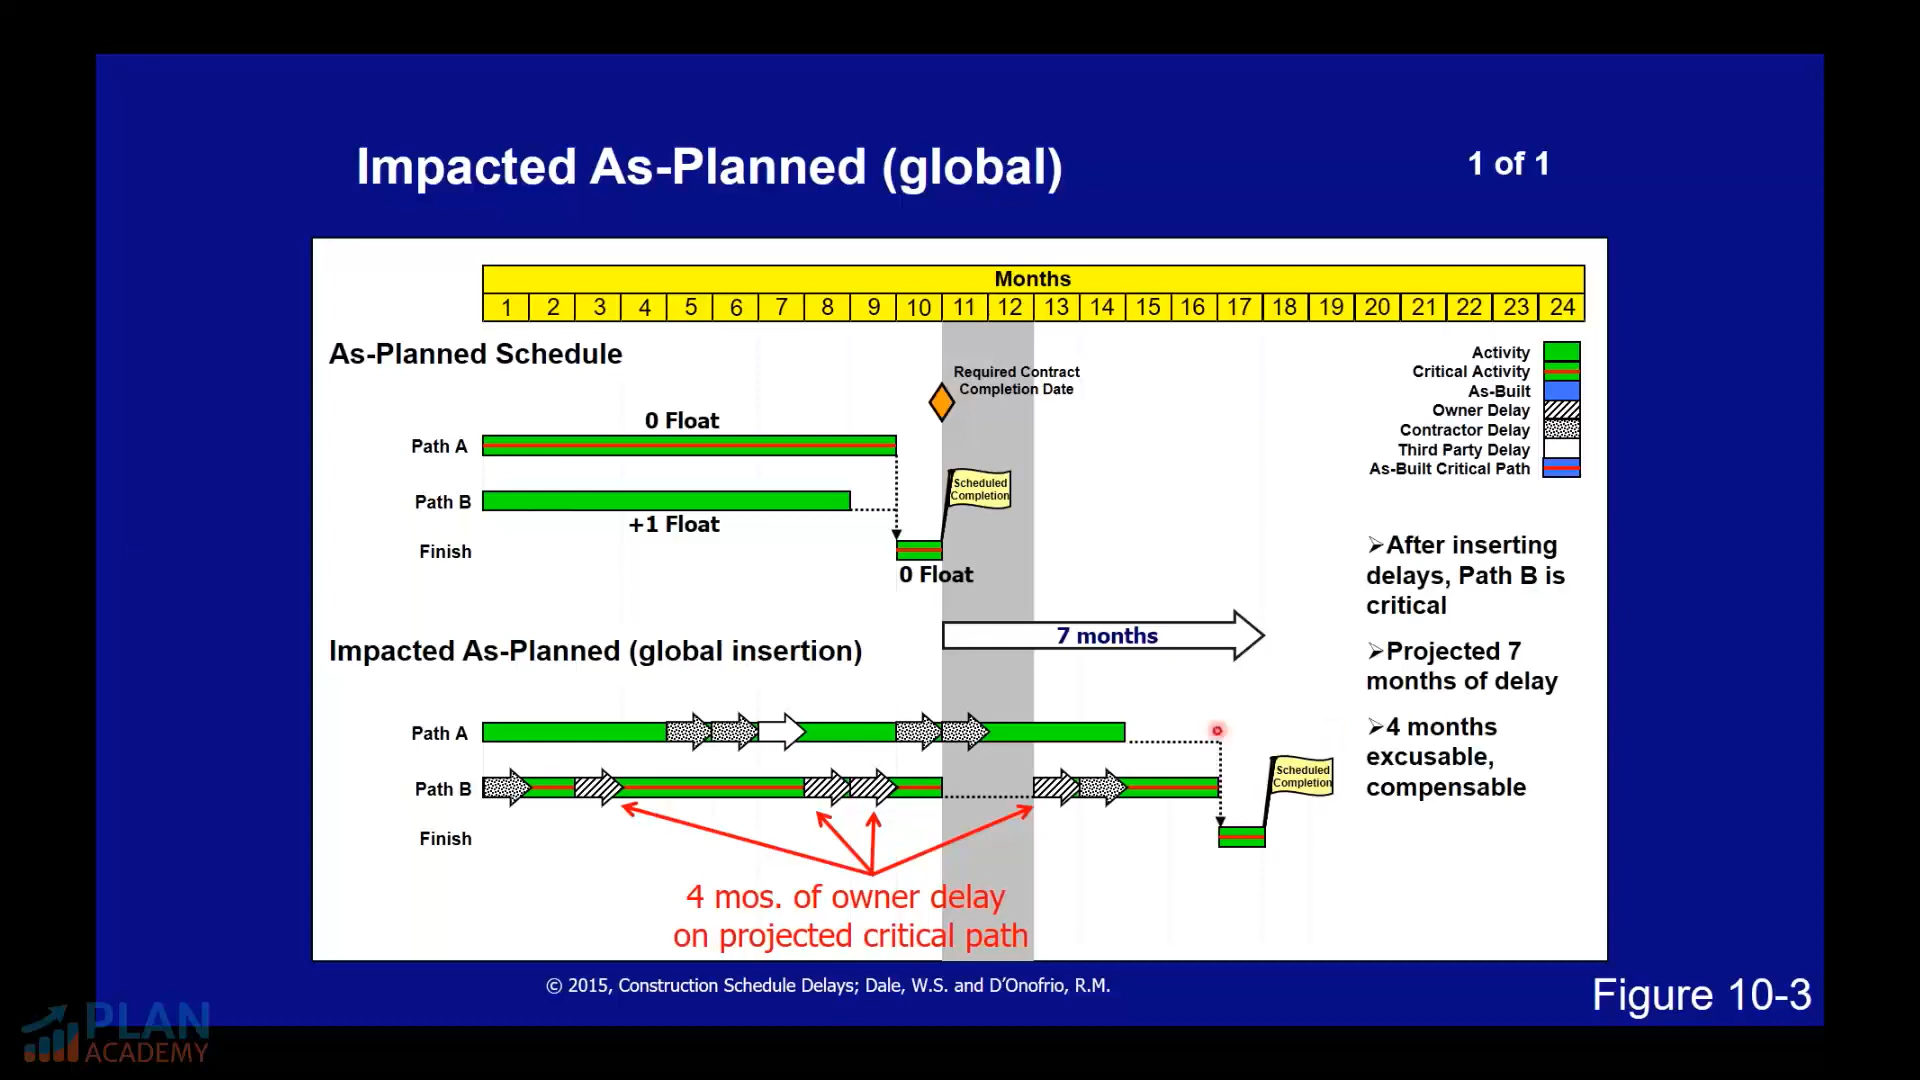 Impacted As-Planned (global)
1 of 1
Months
1 2 3 4 5 6 7 8 9 10 11 12 13 14 15 16 17 18 19 20 21 22 23 24
As-Planned Schedule
Required Contract
Completion Date
0 Float
Path A
Path B
+1 Float
Scheduled
Completion
Finish
0 Float
Activity
Critical Activity
As-Built
Owner Delay
Contractor Delay
Third Party Delay
As-Built Critical Path
➢After inserting
delays, Path B is
critical
➢Projected 7
months of delay
➢4 months
excusable,
compensable
7 months
Impacted As-Planned (global insertion)
Path A
Path B
Scheduled
Completion
Finish
4 mos. of owner delay
on projected critical path
© 2015, Construction Schedule Delays; Dale, W.S. and D’Onofrio, R.M.
Figure 10-3
PLAN
ACADEMY